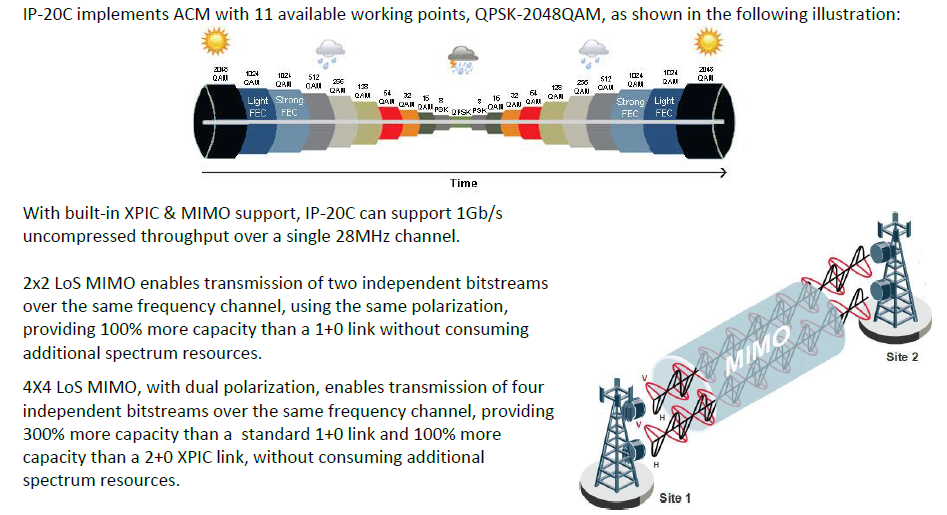 IP-20C implements ACM with 11 available working points, QPSK-2048QAM, as shown in the following illustration:
2048 QAM
1024 QAM
1024 QAM
512 QAM
256 QAM
128 QAM
64 QAM
32 QAM
16 QAM
8 PSK
QPSK
8 PSK
16 QAM
32 QAM
64 QAM
128 QAM
256 QAM
512 QAM
1024 QAM
1024 QAM
2048 QAM
Light FEC
Strong FEC
Strong FEC
Light FEC
Time
With built-in XPIC & MIMO support, IP-20C can support 1Gb/s
uncompressed throughput over a single 28MHz channel.
2x2 LoS MIMO enables transmission of two independent bitstreams
over the same frequency channel, using the same polarization,
providing 100% more capacity than a 1+0 link without consuming
additional spectrum resources.
4X4 LoS MIMO, with dual polarization, enables transmission of four
independent bitstreams over the same frequency channel, providing
300% more capacity than a standard 1+0 link and 100% more
capacity than a 2+0 XPIC link, without consuming additional
spectrum resources.
MIMO
Site 2
V
H
V
H
Site 1